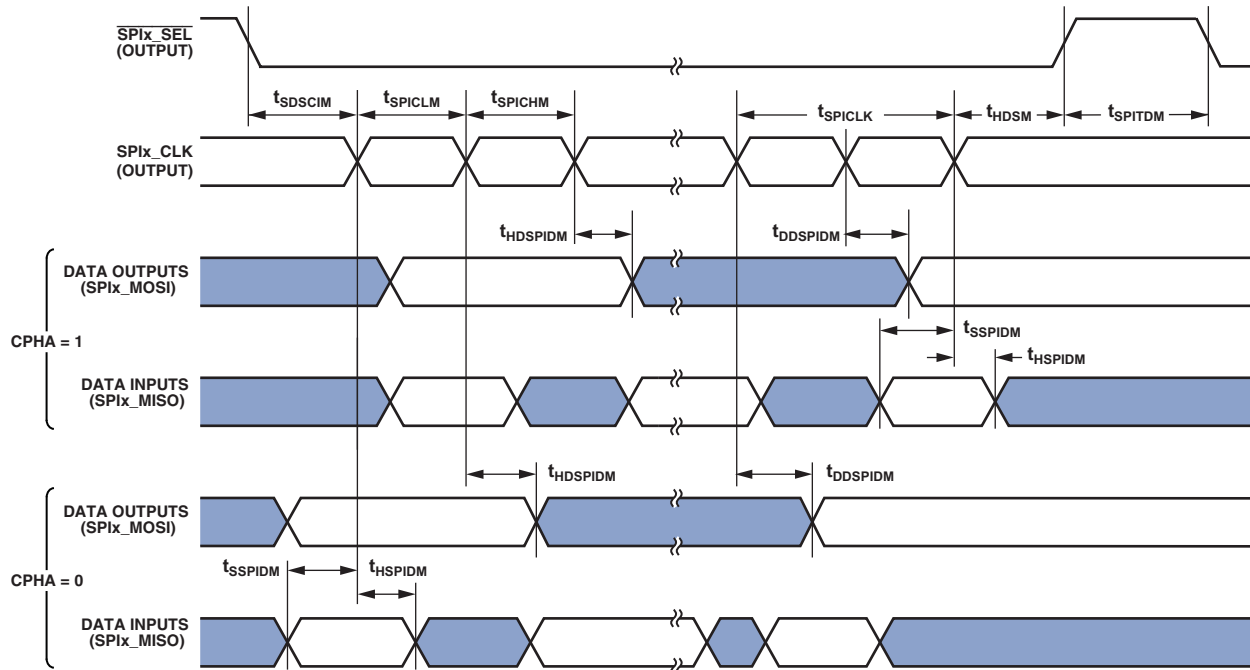 SPIx_SEL
(OUTPUT)
tSDSCIM
tSPICLM
tSPICHM
tSPICLK
tHDSM
tSPITDM
SPIx_CLK
(OUTPUT)
tHDSPIDM
tDDSPIDM
DATA OUTPUTS
(SPIx_MOSI)
CPHA = 1
tSSPIDM
tHSPIDM
DATA INPUTS
(SPIx_MISO)
tHDSPIDM
tDDSPIDM
DATA OUTPUTS
(SPIx_MOSI)
CPHA = 0
tSSPIDM
tHSPIDM
DATA INPUTS
(SPIx_MISO)